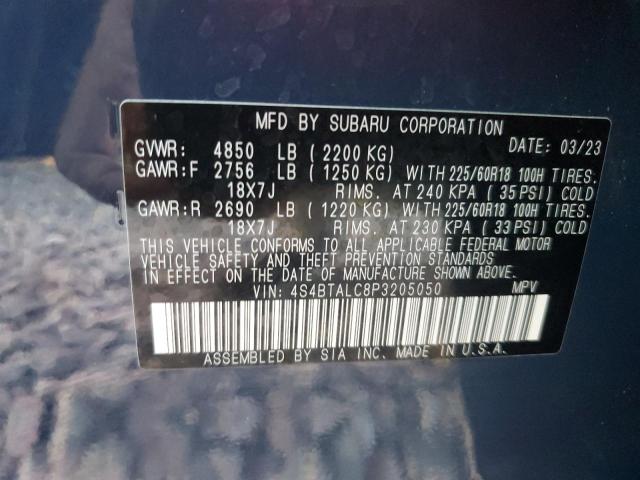 MFD BY SUBARU CORPORATION
GVWR: 4850 LB ( 2200 KG) DATE: 03/23
GAWR:F 2756 LB ( 1250 KG) WITH 225/60R18 100H TIRES.
18X7J RIMS. AT 240 KPA ( 35 PSI) COLD
GAWR:R 2690 LB ( 1220 KG) WITH 225/60R18 100H TIRES.
18X7J RIMS. AT 230 KPA ( 33 PSI) COLD
THIS VEHICLE CONFORMS TO ALL APPLICABLE FEDERAL MOTOR
VEHICLE SAFETY AND THEFT PREVENTION STANDARDS
IN EFFECT ON THE DATE OF MANUFACTURE SHOWN ABOVE.
VIN: 4S4BTALC8P3205050 MPV
ASSEMBLED BY SIA INC. MADE IN U.S.A.